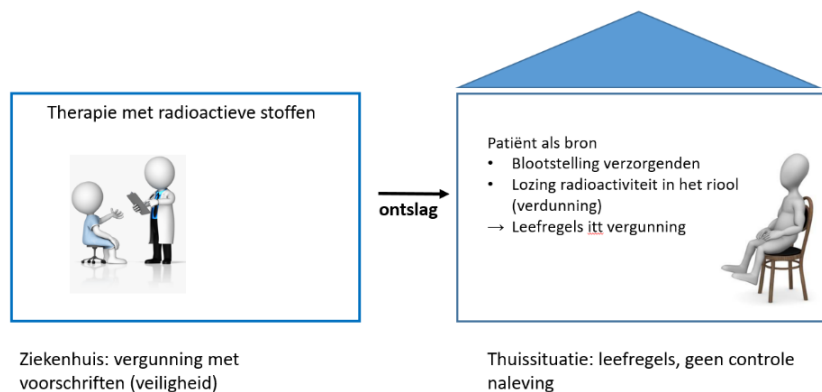 Therapie met radioactieve stoffen
ontslag
Patiënt als bron
• Blootstelling verzorgenden
• Lozing radioactiviteit in het riool
(verdunning)
→ Leefregels itt vergunning
Ziekenhuis: vergunning met
voorschriften (veiligheid)
Thuissituatie: leefregels, geen controle
naleving